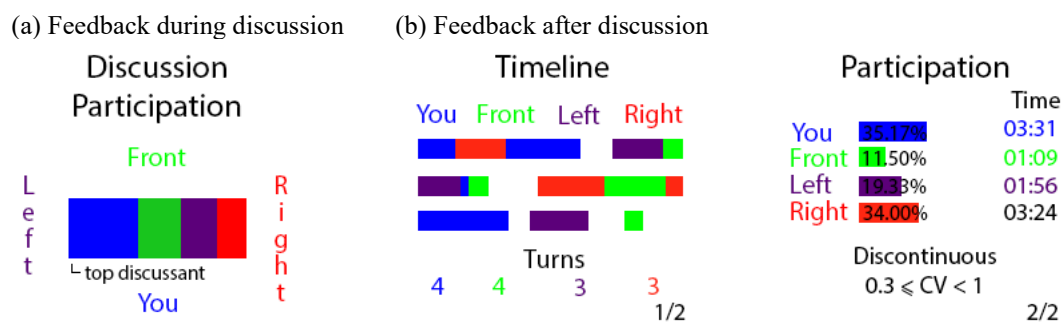 (a) Feedback during discussion
Discussion
Participation
Front
Left
Right
└ top discussant
You
(b) Feedback after discussion
Timeline
You Front Left Right
Turns
4 4 3 3
1/2
Participation
Time
You 35.17% 03:31
Front 11.50% 01:09
Left 19.33% 01:56
Right 34.00% 03:24
Discontinuous
0.3 ⩽ CV < 1
2/2